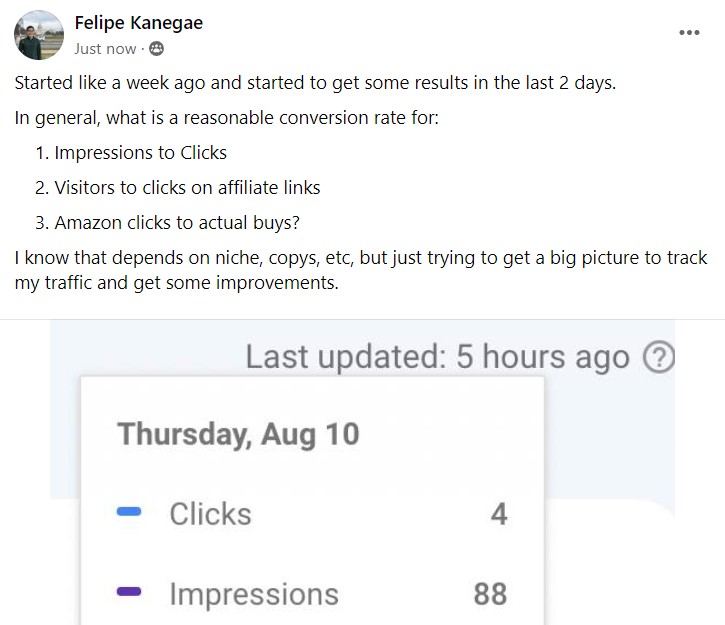 Felipe Kanegae
Just now ·
Started like a week ago and started to get some results in the last 2 days.
In general, what is a reasonable conversion rate for:
1. Impressions to Clicks
2. Visitors to clicks on affiliate links
3. Amazon clicks to actual buys?
I know that depends on niche, copys, etc, but just trying to get a big picture to track
my traffic and get some improvements.
Last updated: 5 hours ago ?
Thursday, Aug 10
Clicks 4
Impressions 88